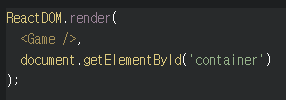 ReactDOM.render(
  <Game />,
  document.getElementById('container')
);